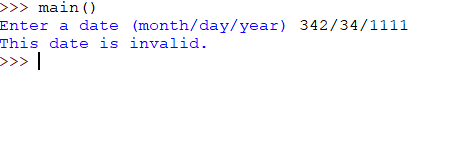 >>> main()
Enter a date (month/day/year) 342/34/1111
This date is invalid.
>>>